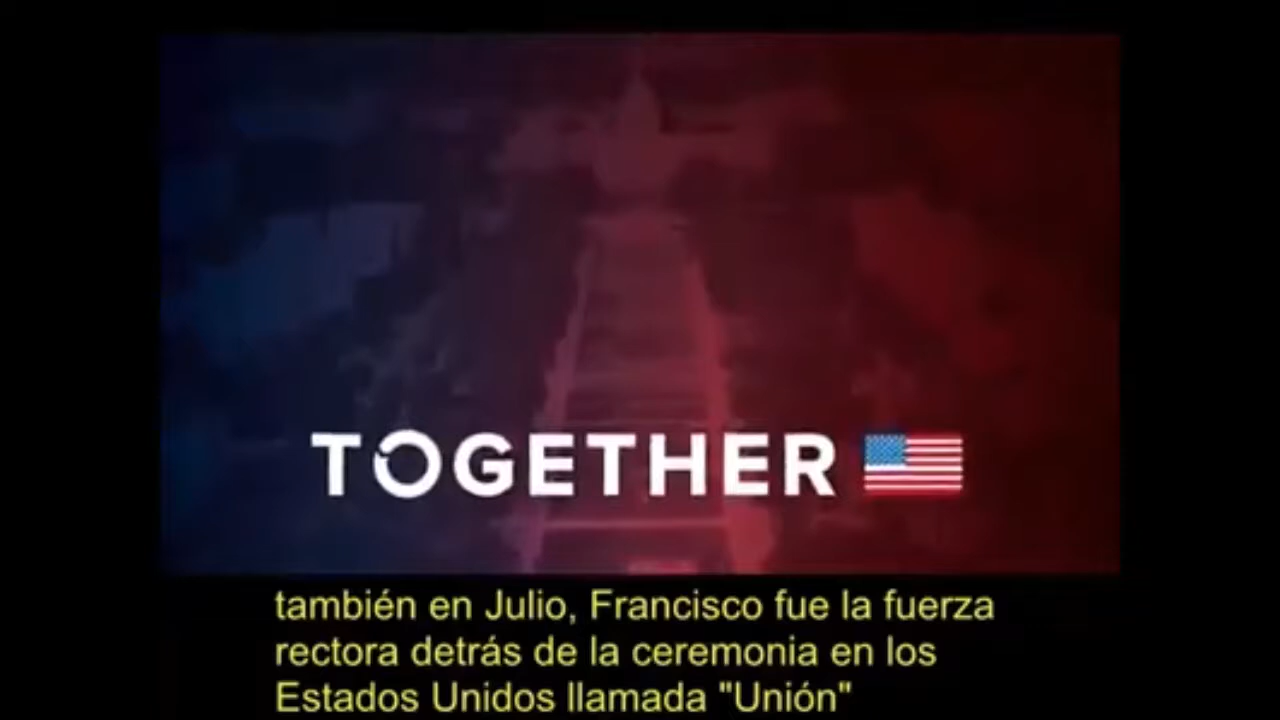 TOGETHER
también en Julio, Francisco fue la fuerza
rectora detrás de la ceremonia en los
Estados Unidos llamada "Unión"